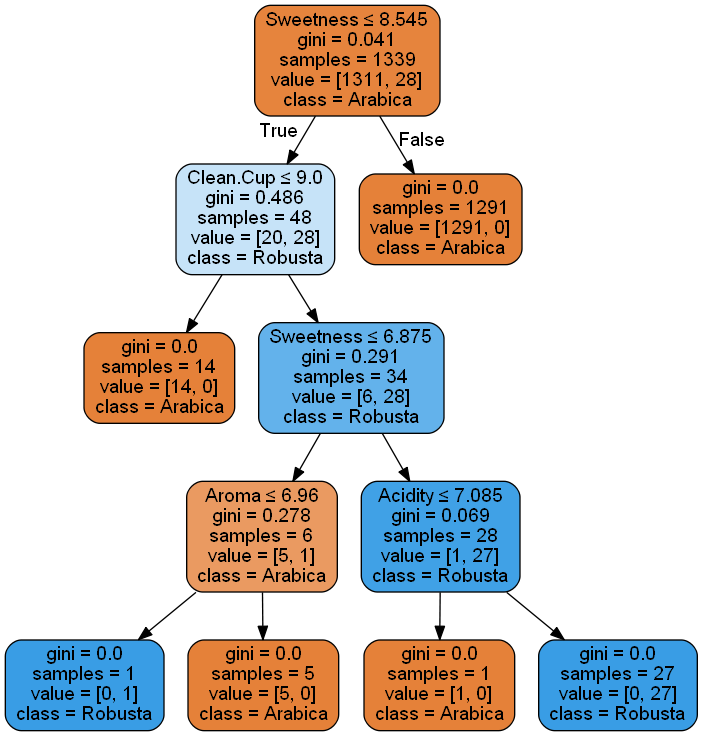 Sweetness ≤ 8.545
gini = 0.041
samples = 1339
value = [1311, 28]
class = Arabica
True
False
Clean.Cup ≤ 9.0
gini = 0.486
samples = 48
value = [20, 28]
class = Robusta
gini = 0.0
samples = 1291
value = [1291, 0]
class = Arabica
gini = 0.0
samples = 14
value = [14, 0]
class = Arabica
Sweetness ≤ 6.875
gini = 0.291
samples = 34
value = [6, 28]
class = Robusta
Aroma ≤ 6.96
gini = 0.278
samples = 6
value = [5, 1]
class = Arabica
Acidity ≤ 7.085
gini = 0.069
samples = 28
value = [1, 27]
class = Robusta
gini = 0.0
samples = 1
value = [0, 1]
class = Robusta
gini = 0.0
samples = 5
value = [5, 0]
class = Arabica
gini = 0.0
samples = 1
value = [1, 0]
class = Arabica
gini = 0.0
samples = 27
value = [0, 27]
class = Robusta